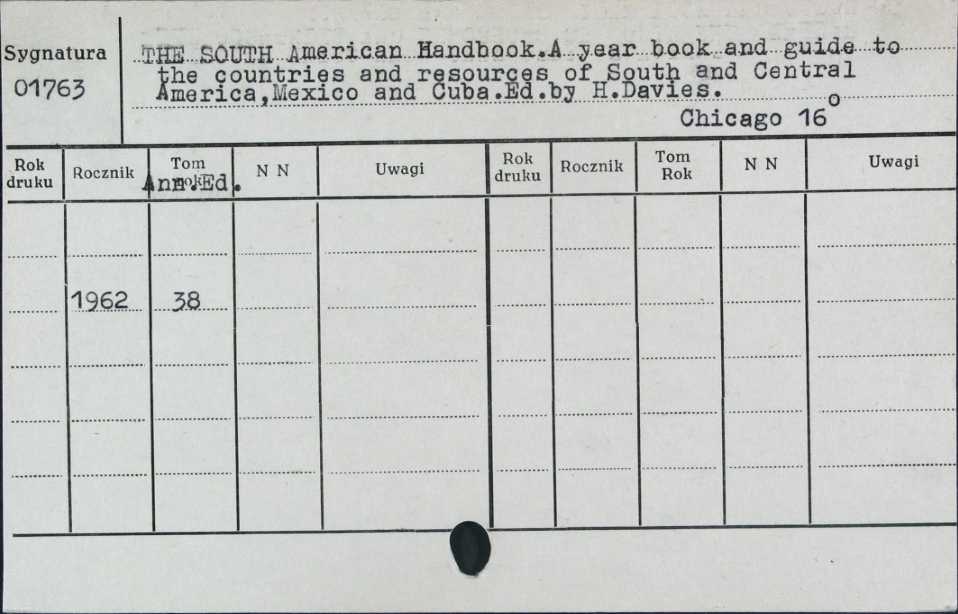 Sygnatura
01763
THE SOUTH American Handbook.A year book and guide to
the countries and resources of South and Central
America,Mexico and Cuba.Ed.by H.Davies.
Chicago 16°
Rok druku Rocznik Tom Rok N N Uwagi Rok druku Rocznik Tom Rok N N Uwagi
Ann.Ed.
1962 38